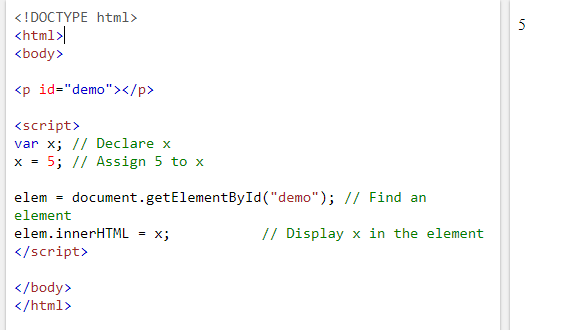 <!DOCTYPE html>
<html>
<body>
<p id="demo"></p>
<script>
var x; // Declare x
x = 5; // Assign 5 to x
elem = document.getElementById("demo"); // Find an
element
elem.innerHTML = x;           // Display x in the element
</script>
</body>
</html>
5